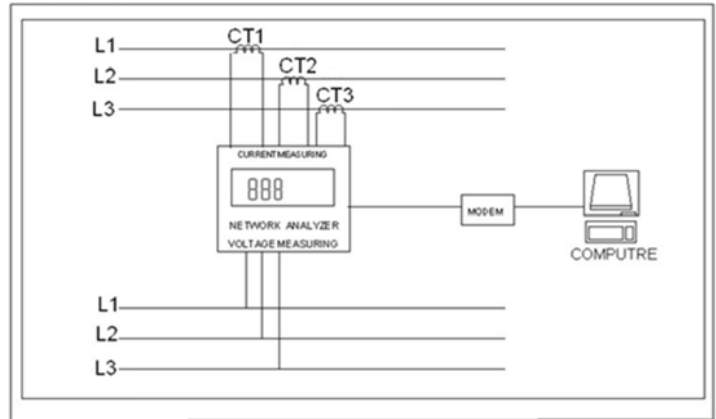 L1
CT1
L2
CT2
L3
CT3
CURRENT MEASURING
888
NETWORK ANALYZER
VOLTAGE MEASURING
MODEM
COMPUTRE
L1
L2
L3